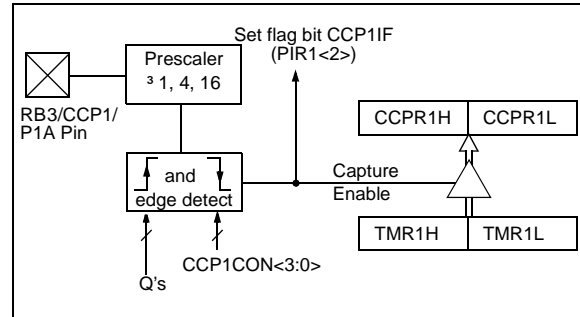 Set flag bit CCP1IF
(PIR1<2>)
Prescaler
³ 1, 4, 16
RB3/CCP1/
P1A Pin
CCPR1H CCPR1L
and
edge detect
Capture
Enable
TMR1H TMR1L
CCP1CON<3:0>
Q's